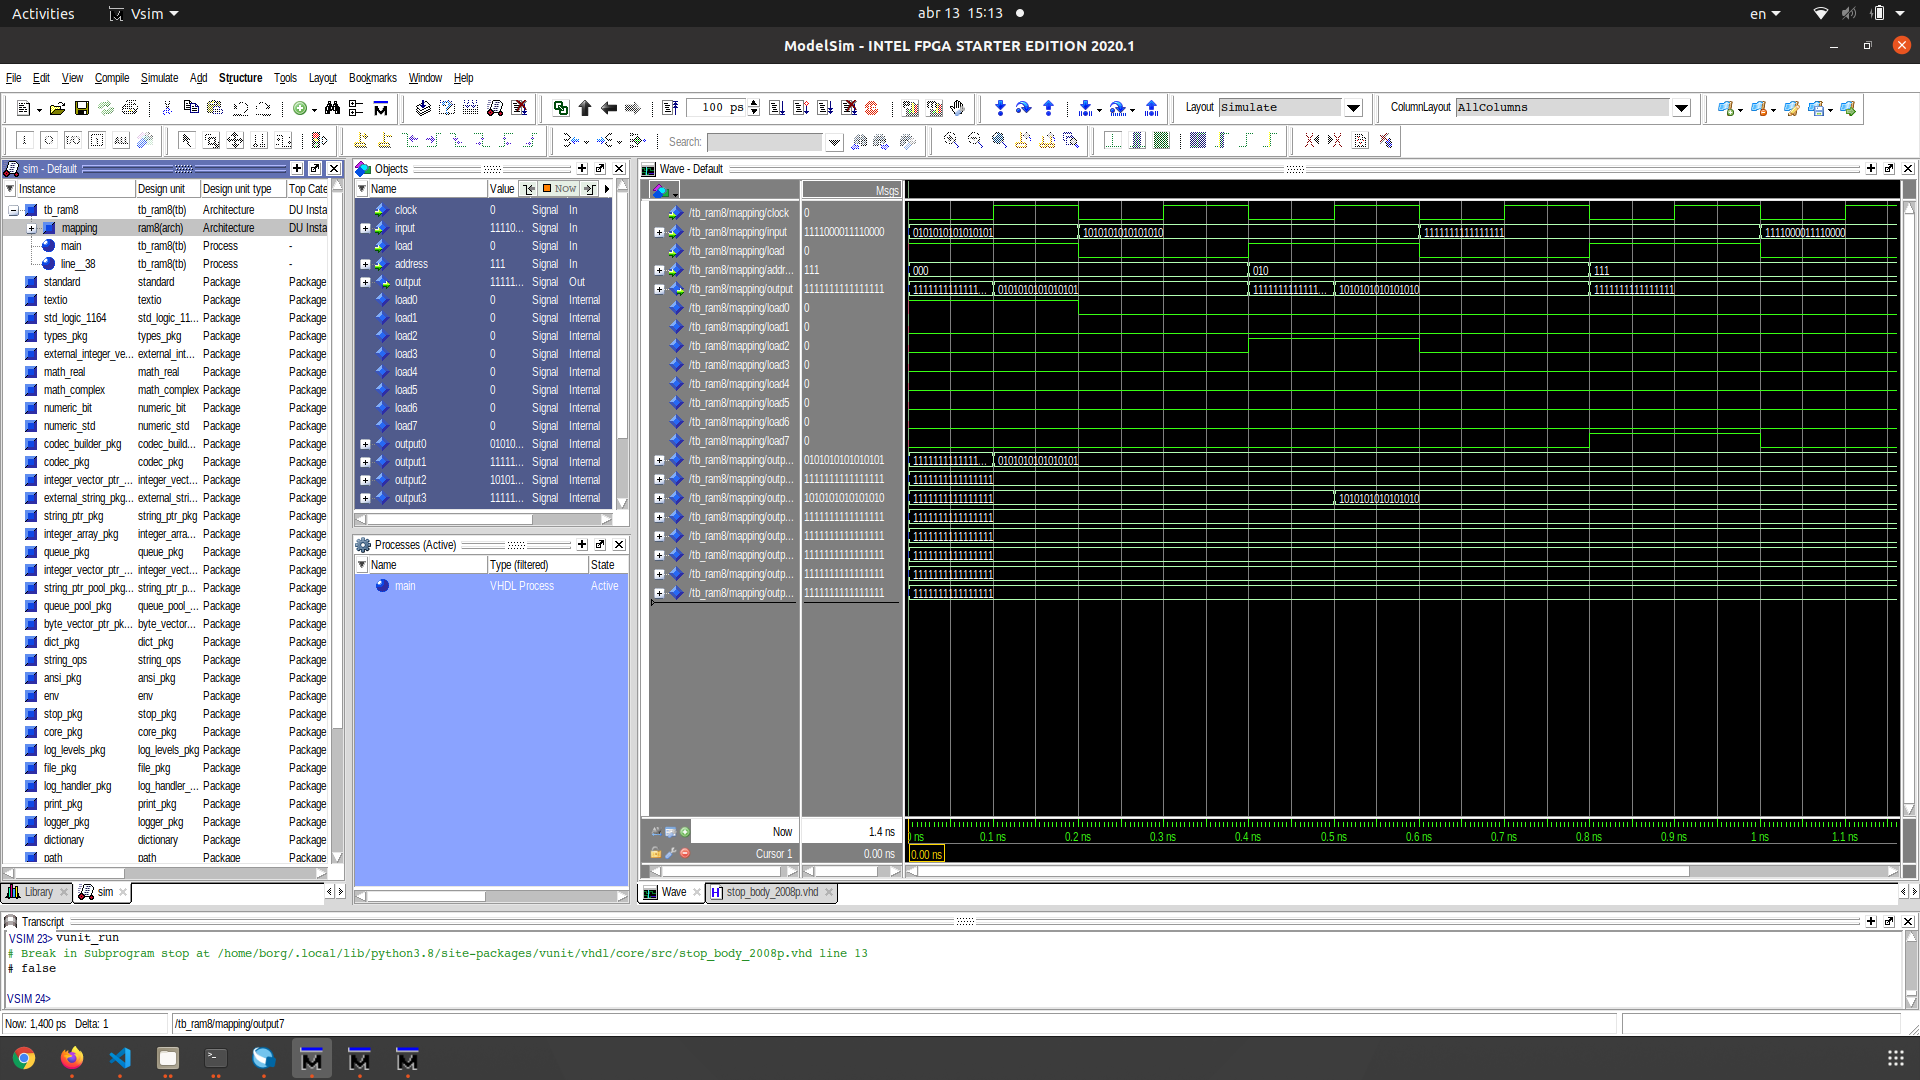 Activities
Vsim
abr 13 15:13
en
ModelSim - INTEL FPGA STARTER EDITION 2020.1
File Edit View Compile Simulate Add Structure Tools Layout Bookmarks Window Help
100 ps
Layout Simulate
ColumnLayout AllColumns
Search:
sim - Default
Instance Design unit Design unit type Top Cate
tb_ram8 tb_ram8(tb) Architecture DU Insta
mapping ram8(arch) Architecture DU Insta
main tb_ram8(tb) Process -
line__38 tb_ram8(tb) Process -
standard standard Package Package
textio textio Package Package
std_logic_1164 std_logic_11... Package Package
types_pkg types_pkg Package Package
external_integer_ve... external_int... Package Package
math_real math_real Package Package
math_complex math_complex Package Package
numeric_bit numeric_bit Package Package
numeric_std numeric_std Package Package
codec_builder_pkg codec_build... Package Package
codec_pkg codec_pkg Package Package
integer_vector_ptr_... integer_vect... Package Package
external_string_pkg... external_stri... Package Package
string_ptr_pkg string_ptr_pkg Package Package
integer_array_pkg integer_arra... Package Package
queue_pkg queue_pkg Package Package
integer_vector_ptr_... integer_vect... Package Package
string_ptr_pool_pkg... string_ptr_p... Package Package
queue_pool_pkg queue_pool_... Package Package
byte_vector_ptr_pk... byte_vector... Package Package
dict_pkg dict_pkg Package Package
string_ops string_ops Package Package
ansi_pkg ansi_pkg Package Package
env env Package Package
stop_pkg stop_pkg Package Package
core_pkg core_pkg Package Package
log_levels_pkg log_levels_pkg Package Package
file_pkg file_pkg Package Package
log_handler_pkg log_handler_... Package Package
print_pkg print_pkg Package Package
logger_pkg logger_pkg Package Package
dictionary dictionary Package Package
path path Package Package
Library sim
Objects
Name Value Now
clock 0 Signal In
input 11110... Signal In
load 0 Signal In
address 111 Signal In
output 11111... Signal Out
load0 0 Signal Internal
load1 0 Signal Internal
load2 0 Signal Internal
load3 0 Signal Internal
load4 0 Signal Internal
load5 0 Signal Internal
load6 0 Signal Internal
load7 0 Signal Internal
output0 01010... Signal Internal
output1 11111... Signal Internal
output2 10101... Signal Internal
output3 11111... Signal Internal
Processes (Active)
Name Type (filtered) State
main VHDL Process Active
Wave - Default
Msgs
/tb_ram8/mapping/clock 0
/tb_ram8/mapping/input 1111000011110000 0101010101010101 1010101010101010 1111111111111111 1111000011110000
/tb_ram8/mapping/load 0
/tb_ram8/mapping/addr... 111 000 010 111
/tb_ram8/mapping/output 1111111111111111 1111111111111... 0101010101010101 1111111111111... 1010101010101010 1111111111111111
/tb_ram8/mapping/load0 0
/tb_ram8/mapping/load1 0
/tb_ram8/mapping/load2 0
/tb_ram8/mapping/load3 0
/tb_ram8/mapping/load4 0
/tb_ram8/mapping/load5 0
/tb_ram8/mapping/load6 0
/tb_ram8/mapping/load7 0
/tb_ram8/mapping/outp... 0101010101010101 1111111111111... 0101010101010101
/tb_ram8/mapping/outp... 1111111111111111 1111111111111111
/tb_ram8/mapping/outp... 1010101010101010 1111111111111111 1010101010101010
/tb_ram8/mapping/outp... 1111111111111111 1111111111111111
/tb_ram8/mapping/outp... 1111111111111111 1111111111111111
/tb_ram8/mapping/outp... 1111111111111111 1111111111111111
/tb_ram8/mapping/outp... 1111111111111111 1111111111111111
/tb_ram8/mapping/outp... 1111111111111111 1111111111111111
Now 1.4 ns ns 0.1 ns 0.2 ns 0.3 ns 0.4 ns 0.5 ns 0.6 ns 0.7 ns 0.8 ns 0.9 ns 1 ns 1.1 ns
Cursor 1 0.00 ns 0.00 ns
Wave stop_body_2008p.vhd
Transcript
VSIM 23> vunit_run
# Break in Subprogram stop at /home/borg/.local/lib/python3.8/site-packages/vunit/vhdl/core/src/stop_body_2008p.vhd line 13
# false
VSIM 24>
Now: 1,400 ps Delta: 1 /tb_ram8/mapping/output7